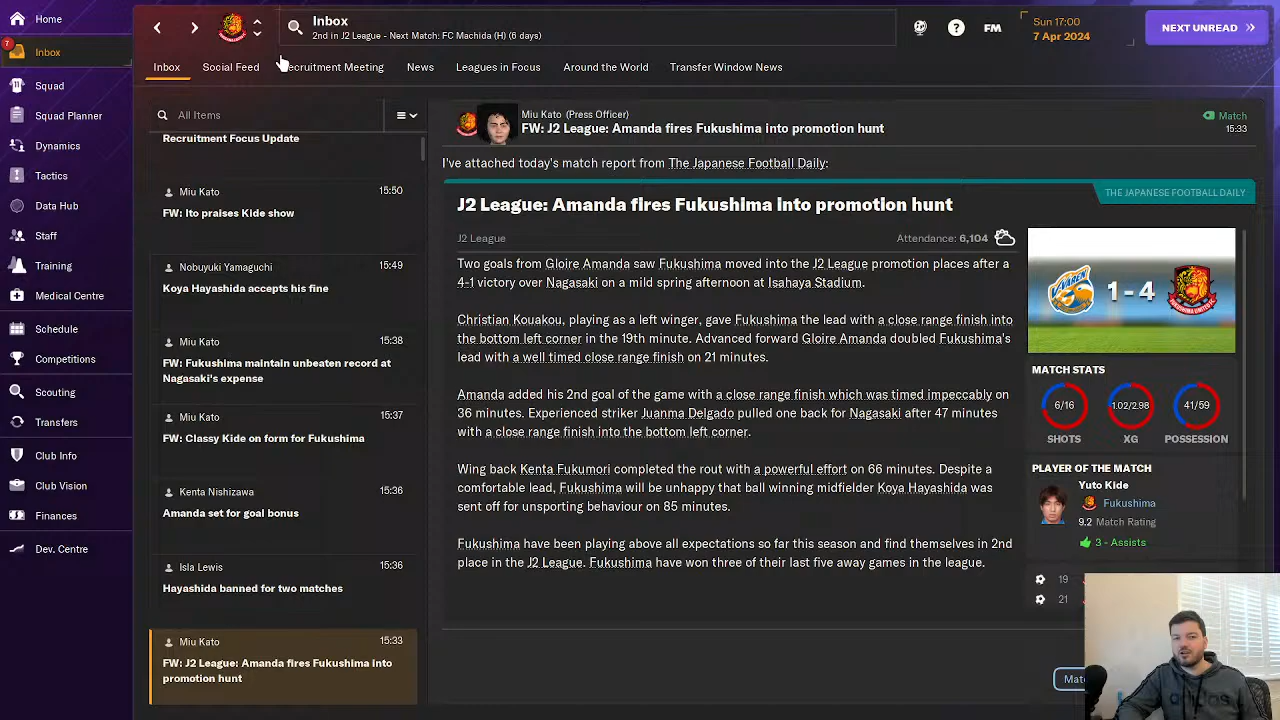 Home
7
Inbox
Squad
Squad Planner
Dynamics
Tactics
Data Hub
Staff
Training
Medical Centre
Schedule
Competitions
Scouting
Transfers
Club Info
Club Vision
Finances
Dev. Centre
Inbox
2nd in J2 League - Next Match: FC Machida (H) (6 days)
FM
Sun 17:00
7 Apr 2024
NEXT UNREAD
Inbox
Social Feed
Recruitment Meeting
News
Leagues in Focus
Around the World
Transfer Window News
All Items
Recruitment Focus Update
Miu Kato 15:50
FW: Ito praises Kide show
Nobuyuki Yamaguchi 15:49
Koya Hayashida accepts his fine
Miu Kato 15:38
FW: Fukushima maintain unbeaten record at
Nagasaki's expense
Miu Kato 15:37
FW: Classy Kide on form for Fukushima
Kenta Nishizawa 15:36
Amanda set for goal bonus
Isla Lewis 15:36
Hayashida banned for two matches
Miu Kato 15:33
FW: J2 League: Amanda fires Fukushima into
promotion hunt
Miu Kato (Press Officer)
FW: J2 League: Amanda fires Fukushima into promotion hunt
Match
15:33
I've attached today's match report from The Japanese Football Daily:
THE JAPANESE FOOTBALL DAILY
J2 League: Amanda fires Fukushima into promotion hunt
J2 League
Attendance: 6,104
Two goals from Gloire Amanda saw Fukushima moved into the J2 League promotion places after a
4-1 victory over Nagasaki on a mild spring afternoon at Isahaya Stadium.
Christian Kouakou, playing as a left winger, gave Fukushima the lead with a close range finish into
the bottom left corner in the 19th minute. Advanced forward Gloire Amanda doubled Fukushima's
lead with a well timed close range finish on 21 minutes.
Amanda added his 2nd goal of the game with a close range finish which was timed impeccably on
36 minutes. Experienced striker Juanma Delgado pulled one back for Nagasaki after 47 minutes
with a close range finish into the bottom left corner.
Wing back Kenta Fukumori completed the rout with a powerful effort on 66 minutes. Despite a
comfortable lead, Fukushima will be unhappy that ball winning midfielder Koya Hayashida was
sent off for unsporting behaviour on 85 minutes.
Fukushima have been playing above all expectations so far this season and find themselves in 2nd
place in the J2 League. Fukushima have won three of their last five away games in the league.
1 - 4
MATCH STATS
6/16
1.02/2.98
41/59
SHOTS
XG
POSSESSION
PLAYER OF THE MATCH
Yuto Kide
Fukushima
9.2 Match Rating
3 - Assists
19
21